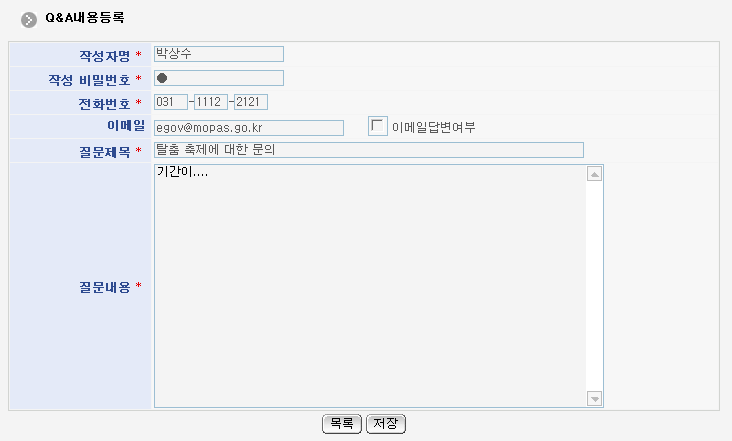 Q&A내용등록
작성자명 * 박상수
작성 비밀번호 * ●
전화번호 * 031 - 1112 - 2121
이메일 egov@mopas.go.kr 이메일답변여부
질문제목 * 탈춤 축제에 대한 문의
기간이....
질문내용 *
목록 저장